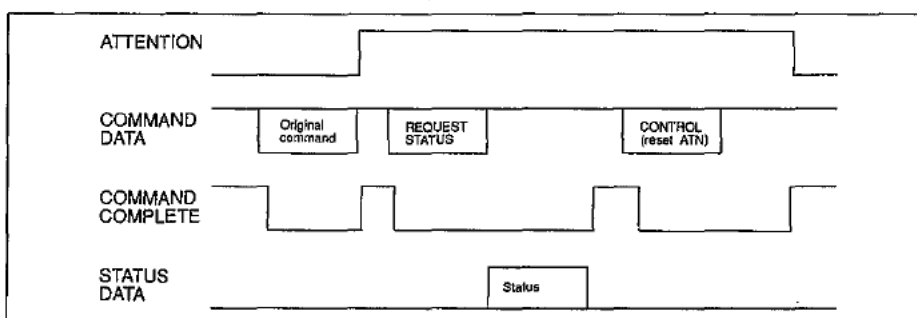 ATTENTION
COMMAND
DATA
Original
command
REQUEST
STATUS
CONTROL
(reset ATN)
COMMAND
COMPLETE
STATUS
DATA
Status